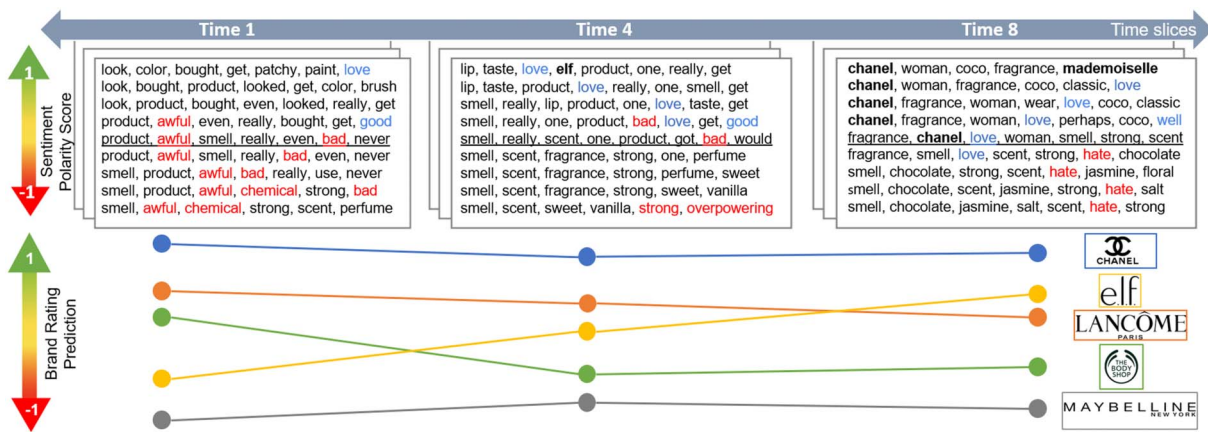 Time 1 Time 4 Time 8 Time slices
1
Sentiment
Polarity Score
-1
look, color, bought, get, patchy, paint, love
look, bought, product, looked, get, color, brush
look, product, bought, even, looked, really, get
product, awful, even, really, bought, get, good
product, awful, smell, really, even, bad, never
product, awful, smell, really, bad, even, never
smell, product, awful, bad, really, use, never
smell, product, awful, chemical, strong, bad
smell, awful, chemical, strong, scent, perfume
lip, taste, love, elf, product, one, really, get
lip, taste, product, love, really, one, smell, get
smell, really, lip, product, one, love, taste, get
smell, really, one, product, bad, love, get, good
smell, really, scent, one, product, got, bad, would
smell, scent, fragrance, strong, one, perfume
smell, scent, fragrance, strong, perfume, sweet
smell, scent, fragrance, strong, sweet, vanilla
smell, scent, sweet, vanilla, strong, overpowering
chanel, woman, coco, fragrance, mademoiselle
chanel, woman, fragrance, coco, classic, love
chanel, fragrance, woman, wear, love, coco, classic
chanel, fragrance, woman, love, perhaps, coco, well
fragrance, chanel, love, woman, smell, strong, scent
fragrance, smell, love, scent, strong, hate, chocolate
smell, chocolate, strong, scent, hate, jasmine, floral
smell, chocolate, scent, jasmine, strong, hate, salt
smell, chocolate, jasmine, salt, scent, hate, strong
1
Brand Rating
Prediction
-1
CHANEL
e.l.f.
LANCÔME
PARIS
THE
BODY
SHOP
MAYBELLINE
NEW YORK